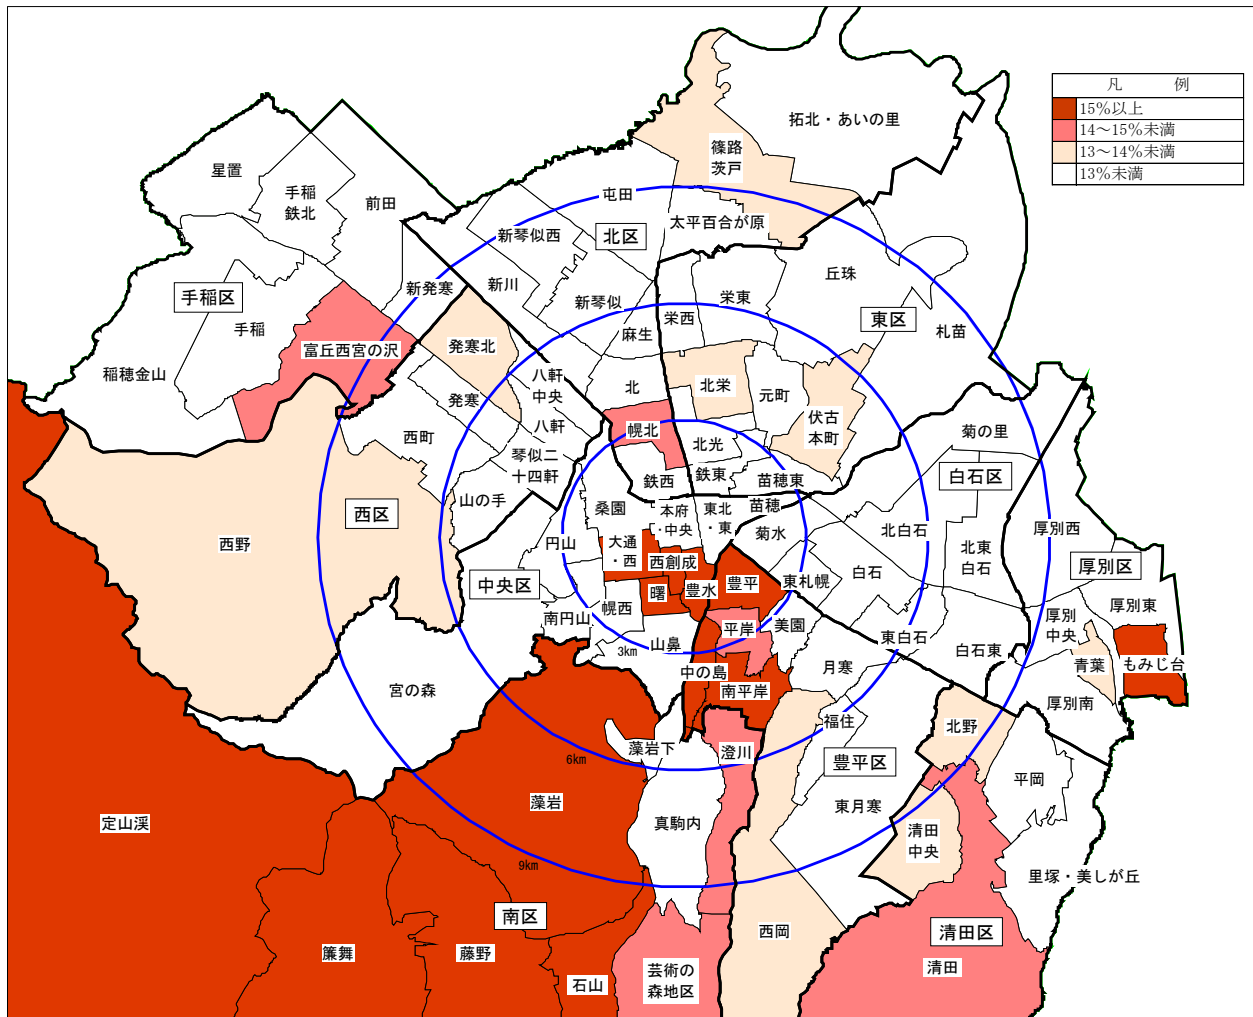 凡　例
15%以上
14～15%未満
13～14%未満
13%未満
拓北・あいの里
篠路
茨戸
星置
手稲
鉄北
前田
屯田
太平百合が原
新琴似西
北区
丘珠
新発寒
新川
手稲区
手稲
新琴似
栄西
栄東
東区
札苗
麻生
富丘西宮の沢
発寒北
稲穂金山
八軒
中央
北
北栄
元町
発寒
八軒
伏古
本町
西町
幌北
北光
菊の里
琴似二
十四軒
鉄西
鉄東
苗穂東
白石区
山の手
桑園
本府
・中央
東北
・東
苗穂
西区
菊水
北白石
厚別西
西野
円山
大通
・西
西創成
北東
白石
厚別区
中央区
曙
豊水
豊平
東札幌
白石
南円山
幌西
平岸
美園
厚別
中央
厚別東
3km
山鼻
東白石
白石東
青葉
もみじ台
中の島
月寒
宮の森
南平岸
厚別南
福住
北野
藻岩下
澄川
6km
豊平区
平岡
藻岩
東月寒
定山渓
真駒内
清田
中央
9km
里塚・美しが丘
南区
西岡
清田区
簾舞
藤野
石山
芸術の
森地区
清田